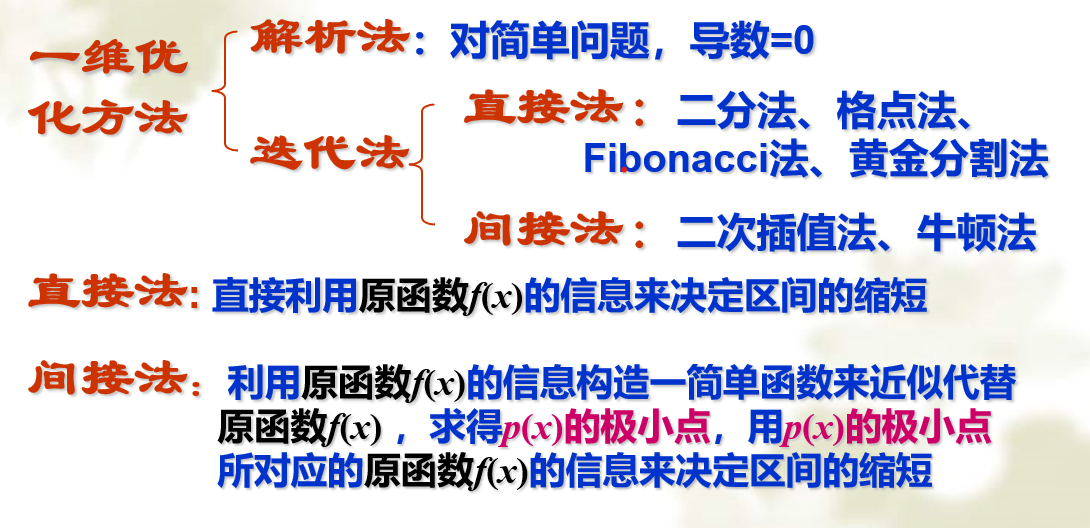 一维优
化方法
解析法：对简单问题，导数=0
迭代法
直接法：二分法、格点法、
Fibonacci法、黄金分割法
间接法：二次插值法、牛顿法
直接法:直接利用原函数f(x)的信息来决定区间的缩短
间接法：利用原函数f(x)的信息构造一简单函数来近似代替
原函数f(x)，求得p(x)的极小点，用p(x)的极小点
所对应的原函数f(x)的信息来决定区间的缩短